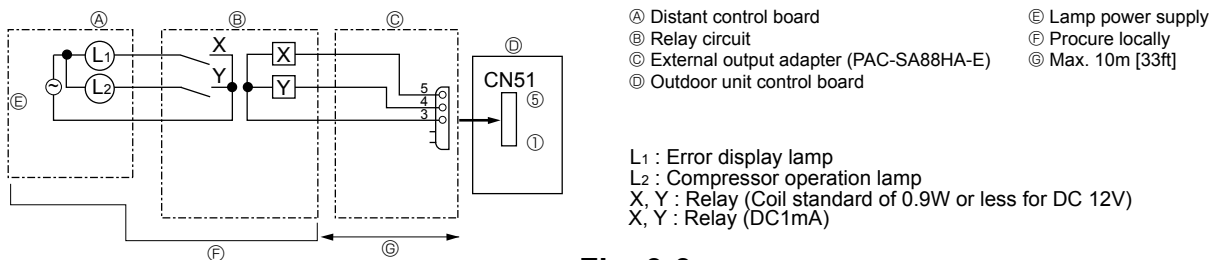 Ⓐ Ⓑ Ⓒ
Ⓓ
Ⓔ
L1
L2
X
Y
X
Y
5
4
3
CN51
⑤
①
Ⓕ
Ⓖ
Ⓐ Distant control board
Ⓑ Relay circuit
Ⓒ External output adapter (PAC-SA88HA-E)
Ⓓ Outdoor unit control board
Ⓔ Lamp power supply
Ⓕ Procure locally
Ⓖ Max. 10m [33ft]
L1 : Error display lamp
L2 : Compressor operation lamp
X, Y : Relay (Coil standard of 0.9W or less for DC 12V)
X, Y : Relay (DC1mA)